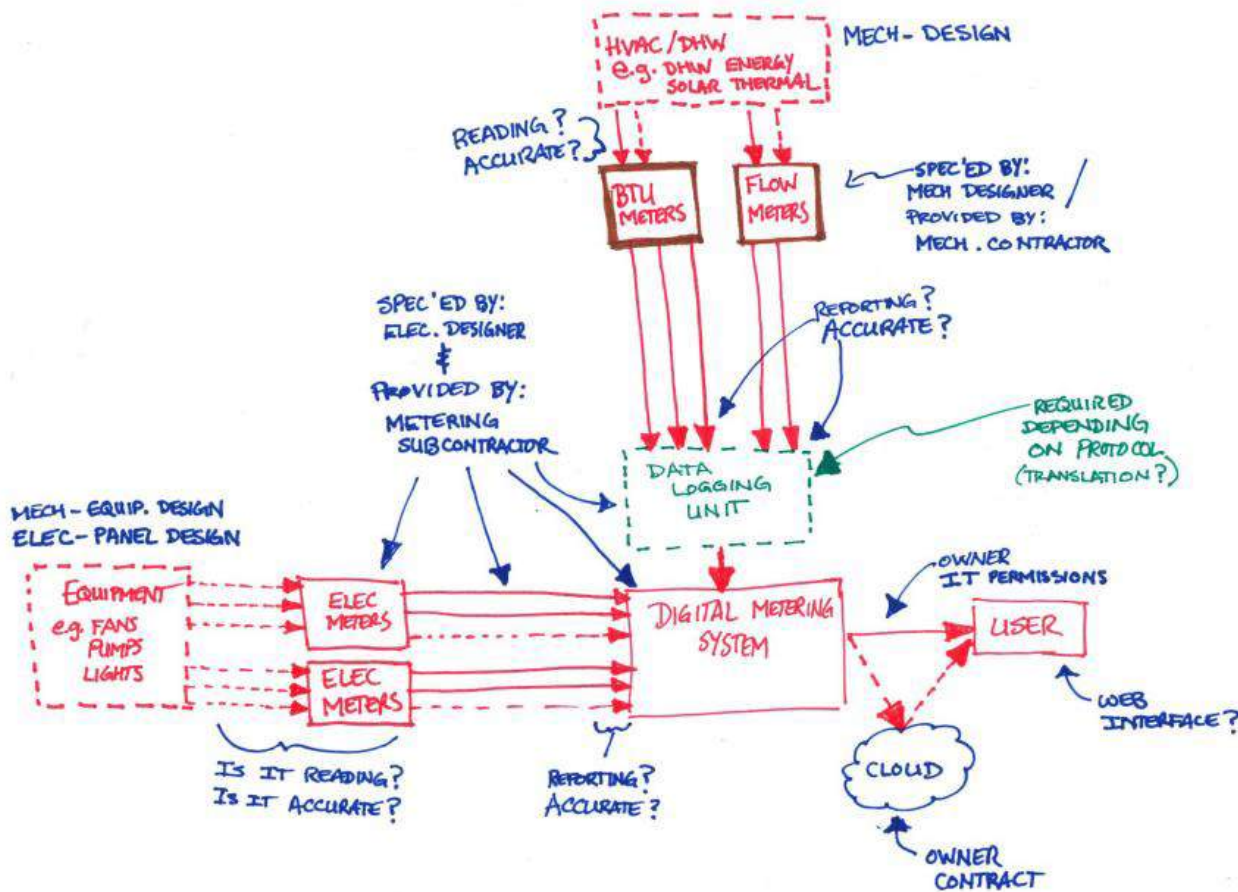 MECH-DESIGN
HVAC/DHW
e.g. DHW ENERGY
SOLAR THERMAL
READING?
ACCURATE?
BTU
METERS
FLOW
METERS
SPEC'ED BY:
MECH DESIGNER /
PROVIDED BY:
MECH. CONTRACTOR
SPEC'ED BY:
ELEC. DESIGNER
&
PROVIDED BY:
METERING
SUBCONTRACTOR
REPORTING?
ACCURATE?
REQUIRED
DEPENDING
ON PROTOCOL
(TRANSLATION?)
DATA
LOGGING
UNIT
MECH-EQUIP. DESIGN
ELEC-PANEL DESIGN
EQUIPMENT
e.g. FANS
PUMPS
LIGHTS
ELEC
METERS
ELEC
METERS
DIGITAL METERING
SYSTEM
OWNER
IT PERMISSIONS
USER
WEB
INTERFACE?
IS IT READING?
IS IT ACCURATE?
REPORTING?
ACCURATE?
CLOUD
OWNER
CONTRACT